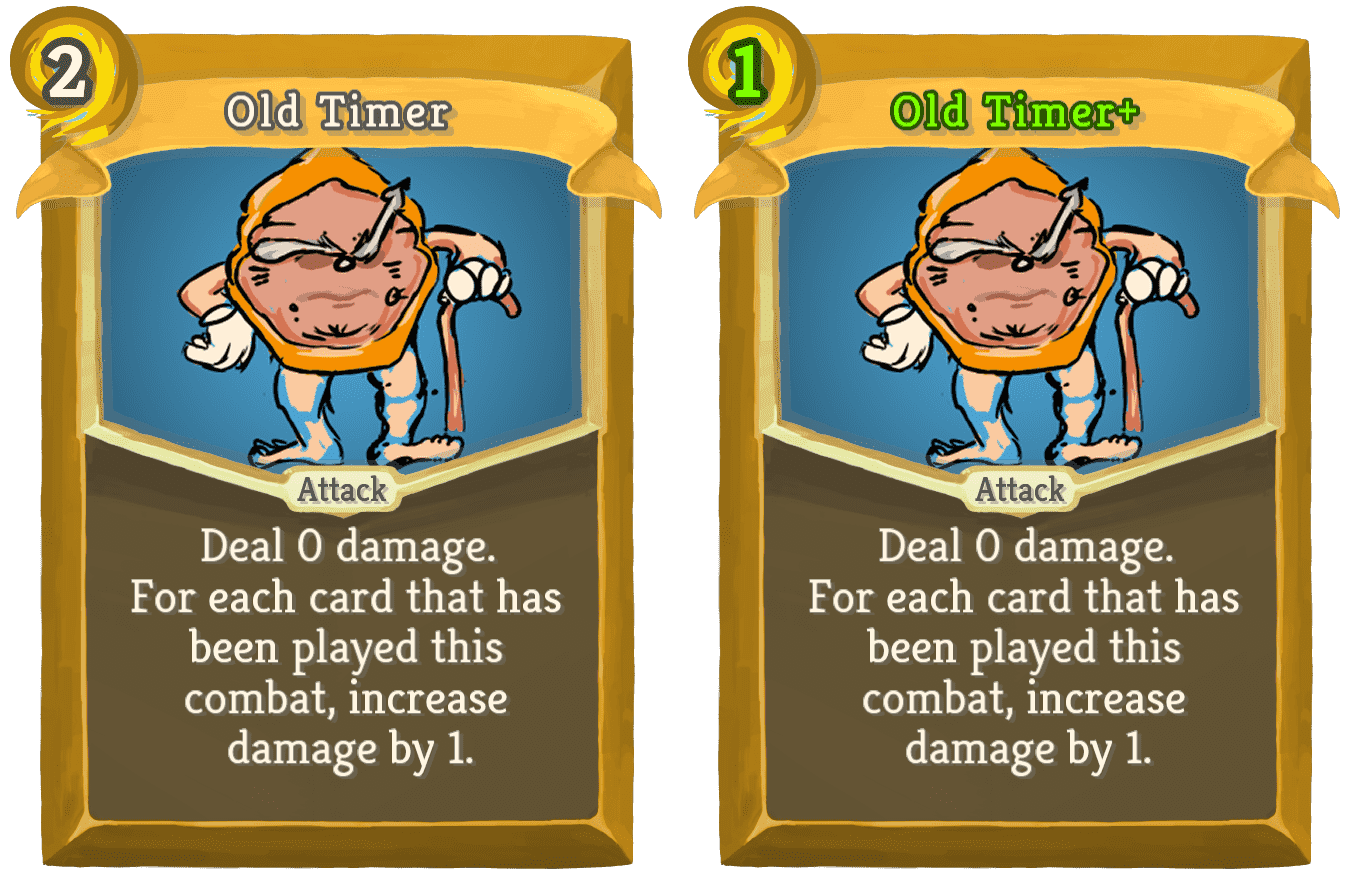 2
Old Timer
Attack
Deal 0 damage.
For each card that has
been played this
combat, increase
damage by 1.
1
Old Timer+
Attack
Deal 0 damage.
For each card that has
been played this
combat, increase
damage by 1.